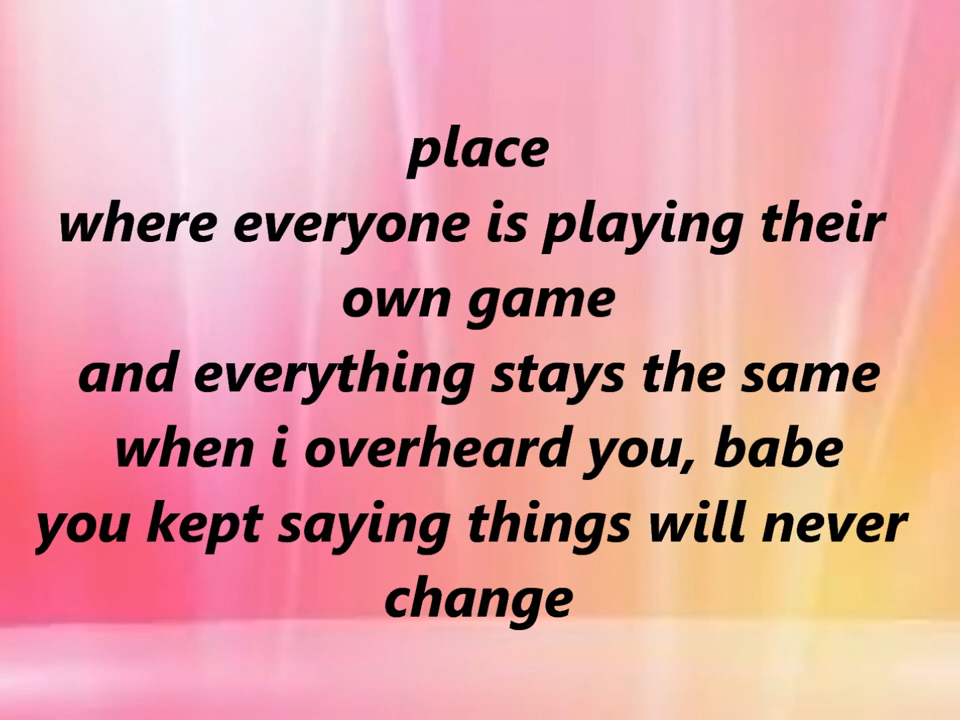 place
where everyone is playing their
own game
and everything stays the same
when i overheard you, babe
you kept saying things will never
change